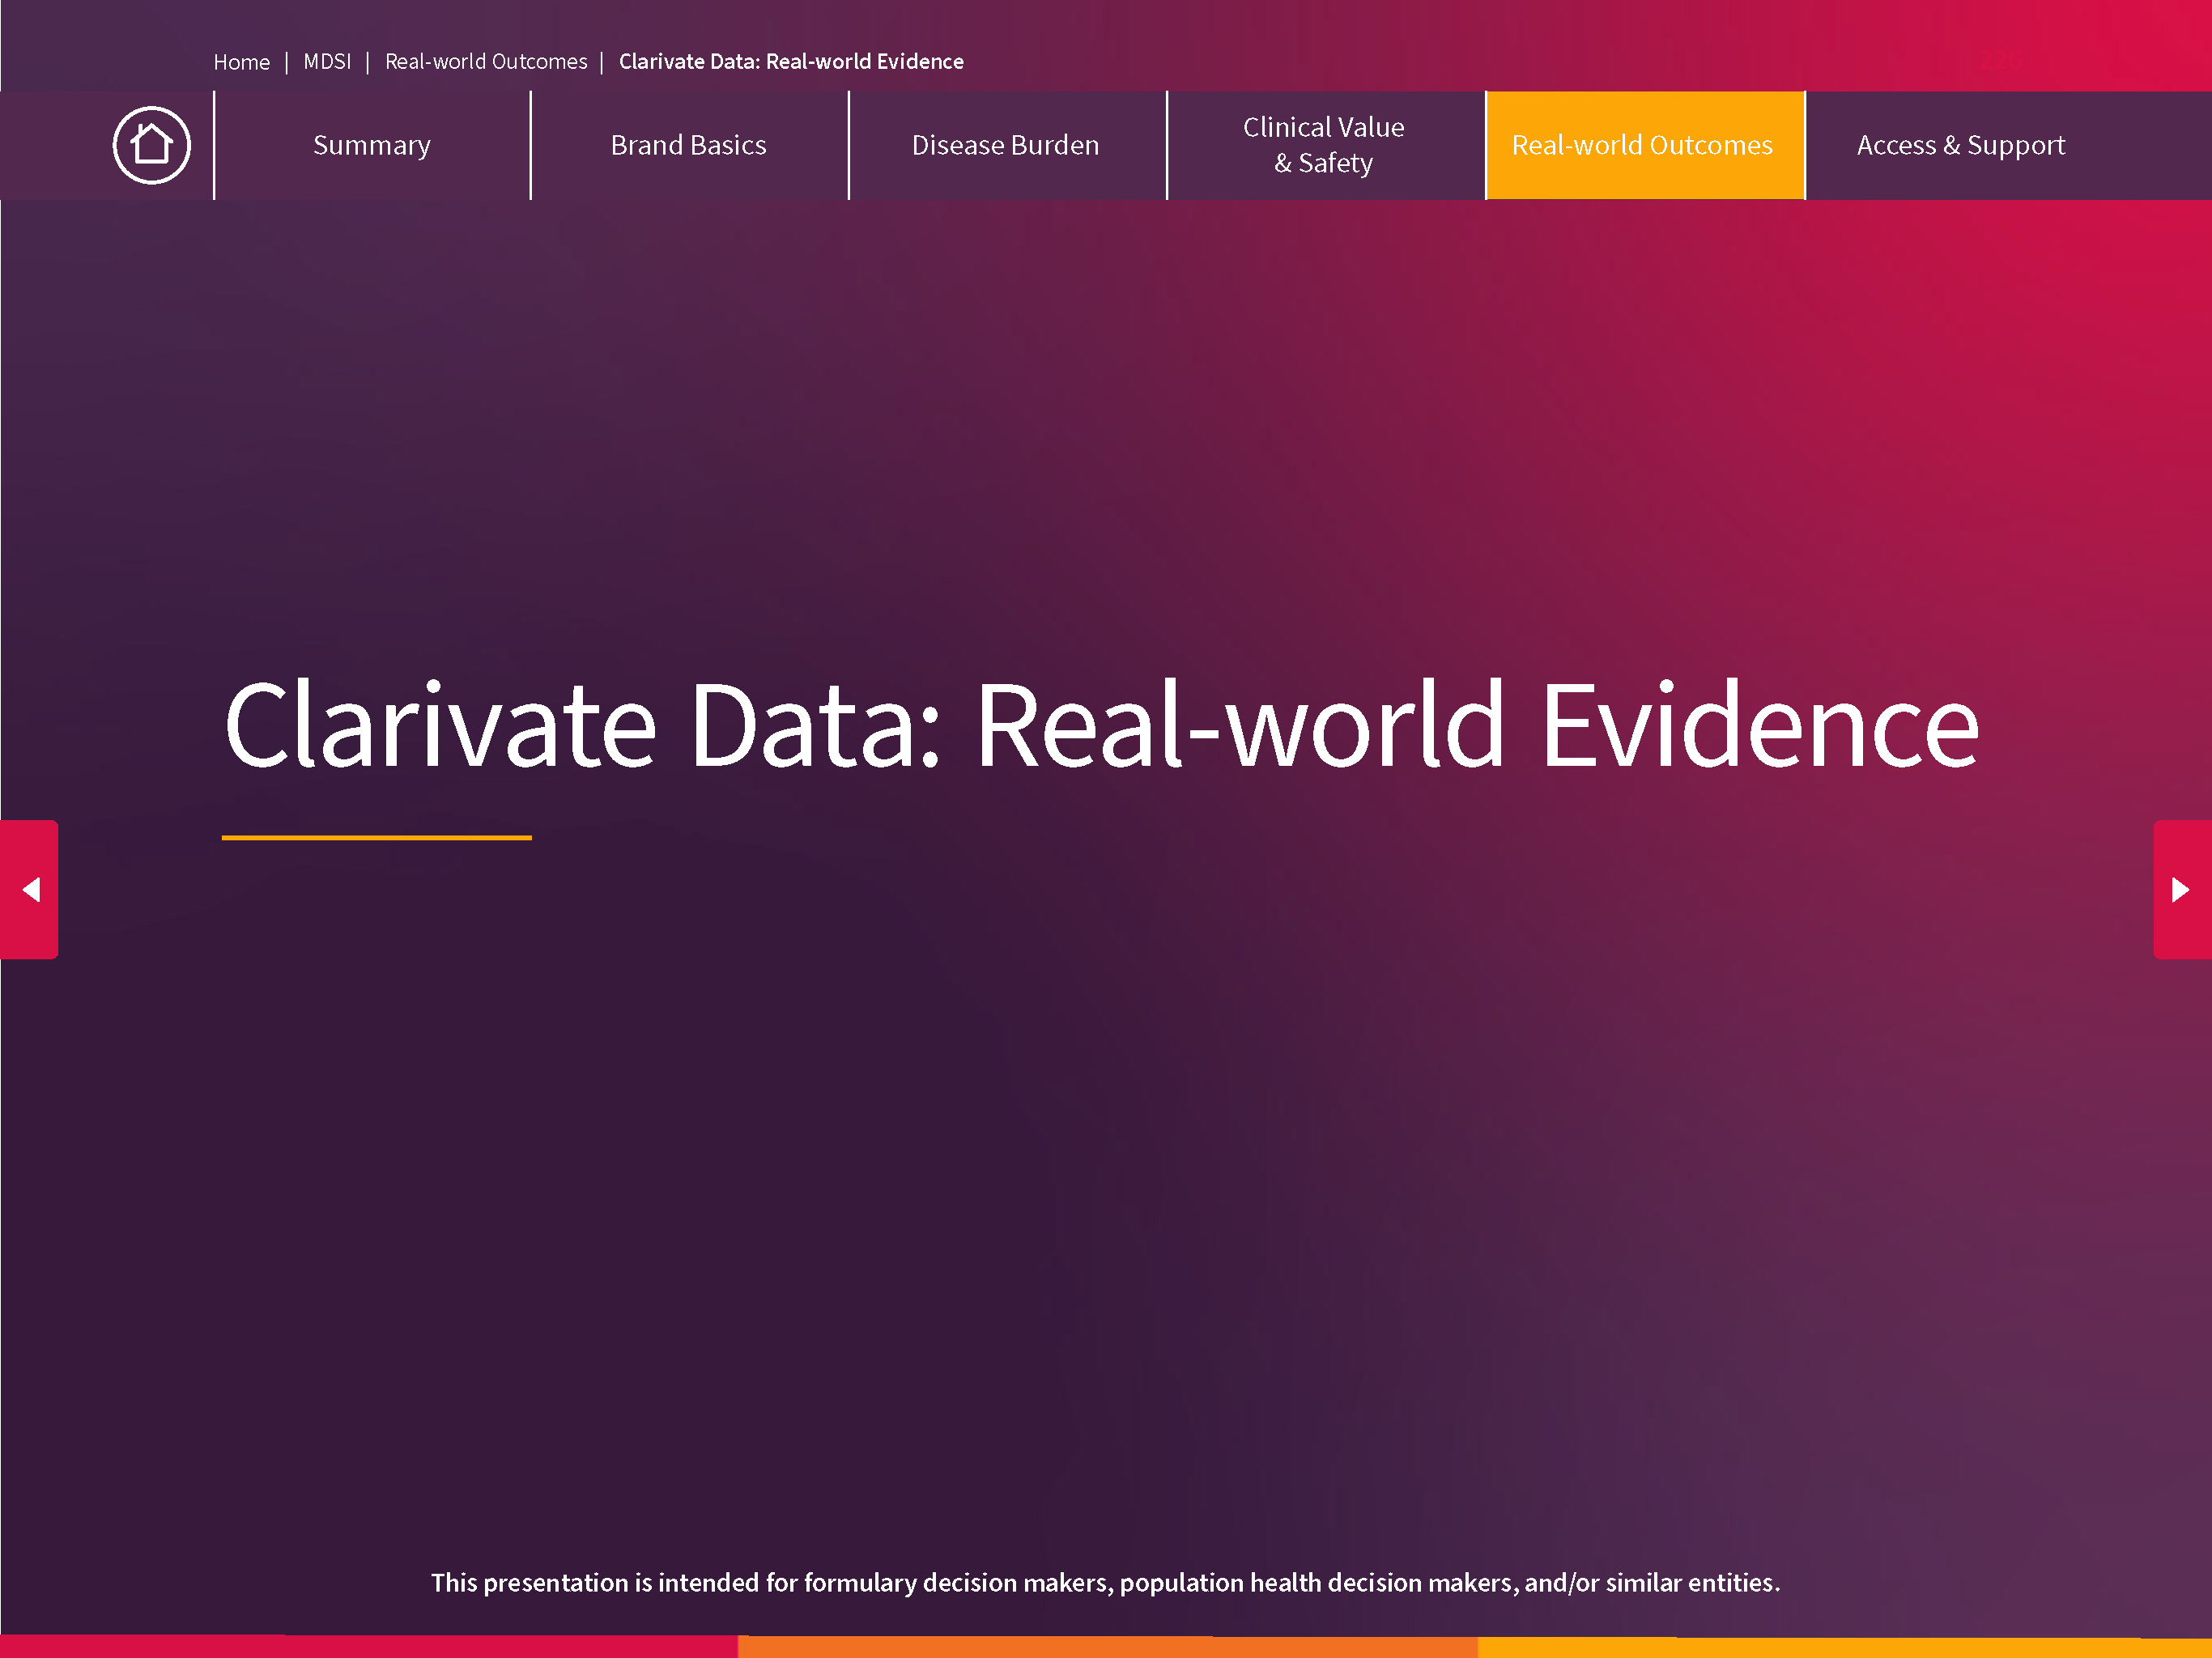 Home | MDSI | Real-world Outcomes | Clarivate Data: Real-world Evidence
Summary
Brand Basics
Disease Burden
Clinical Value
& Safety
Real-world Outcomes
Access & Support
Clarivate Data: Real-world Evidence
This presentation is intended for formulary decision makers, population health decision makers, and/or similar entities.